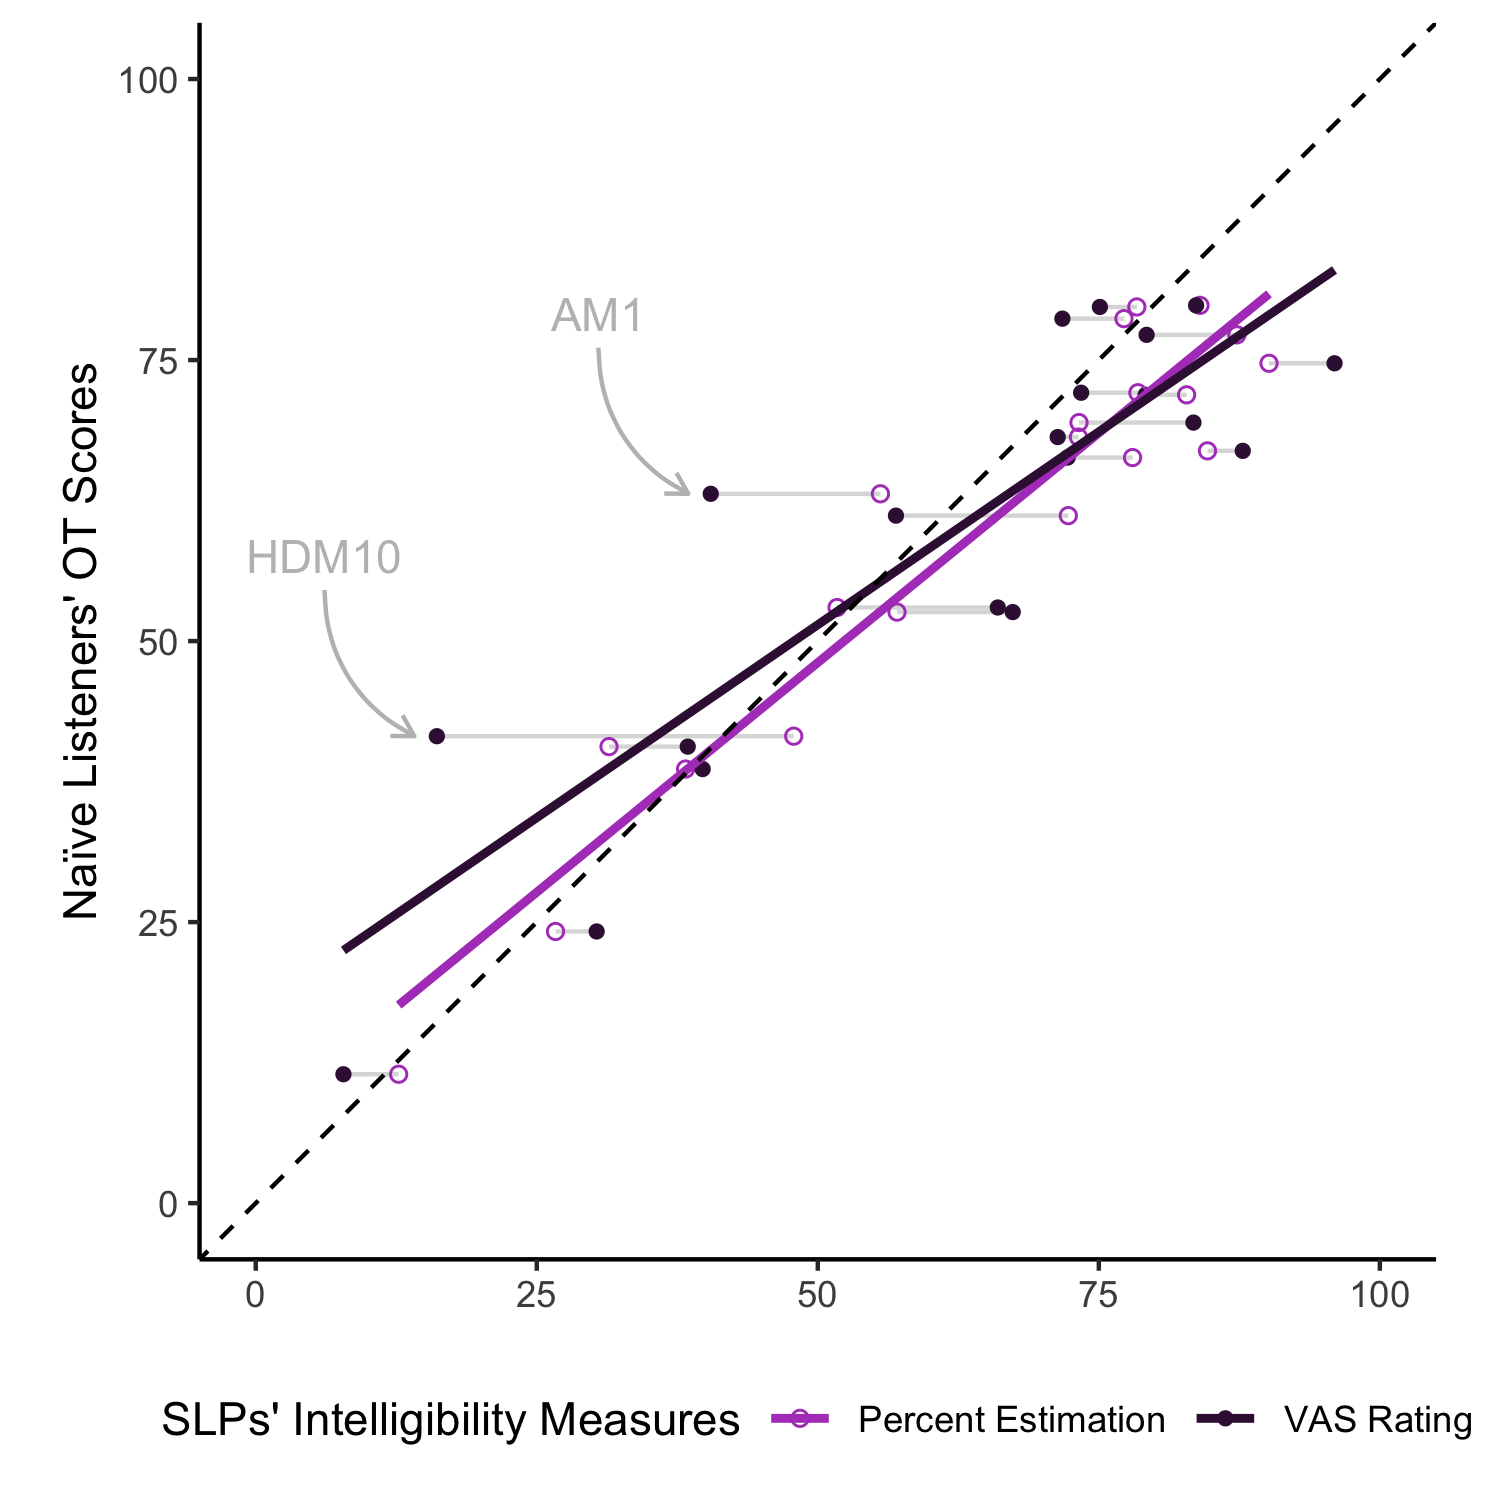 100
75
50
25
0
Naïve Listeners' OT Scores
AM1
HDM10
0 25 50 75 100
SLPs' Intelligibility Measures Percent Estimation VAS Rating